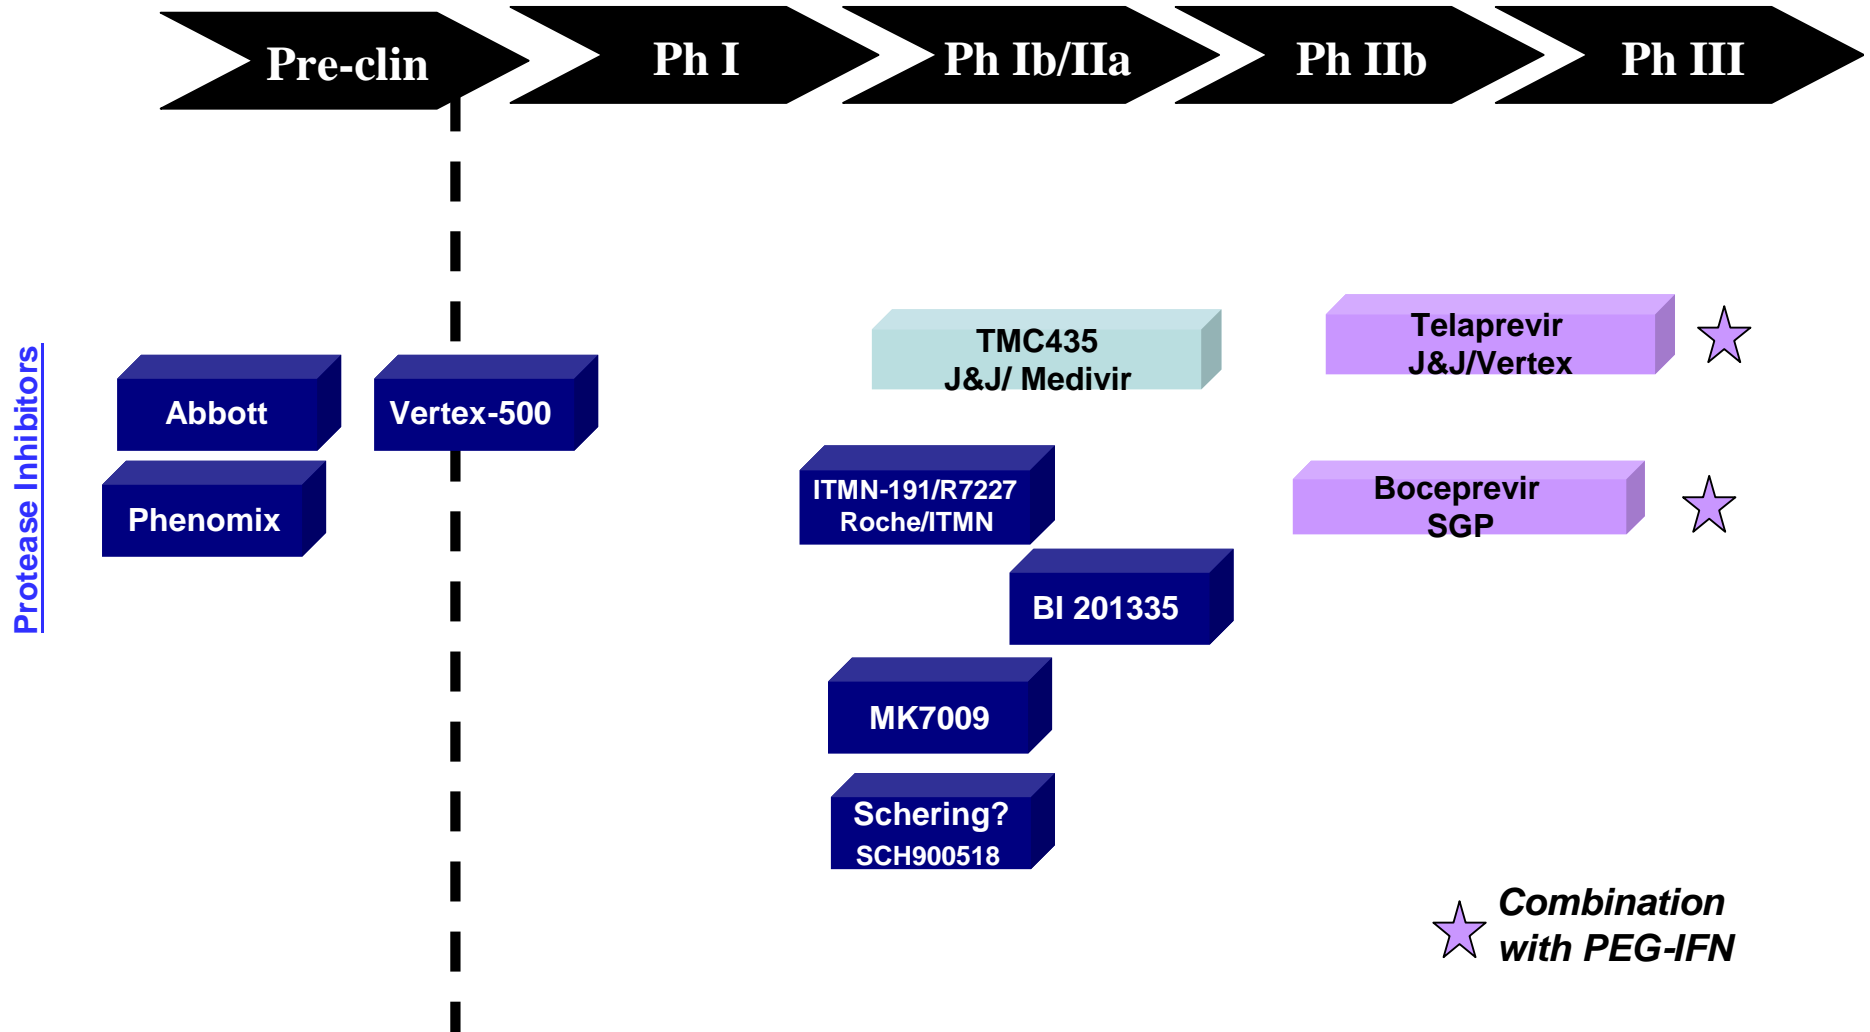 Pre-clin
Ph I
Ph Ib/IIa
Ph IIb
Ph III
Protease Inhibitors
Abbott
Phenomix
Vertex-500
TMC435
J&J/ Medivir
ITMN-191/R7227
Roche/ITMN
BI 201335
MK7009
Schering?
SCH900518
Telaprevir
J&J/Vertex
Boceprevir
SGP
Combination
with PEG-IFN